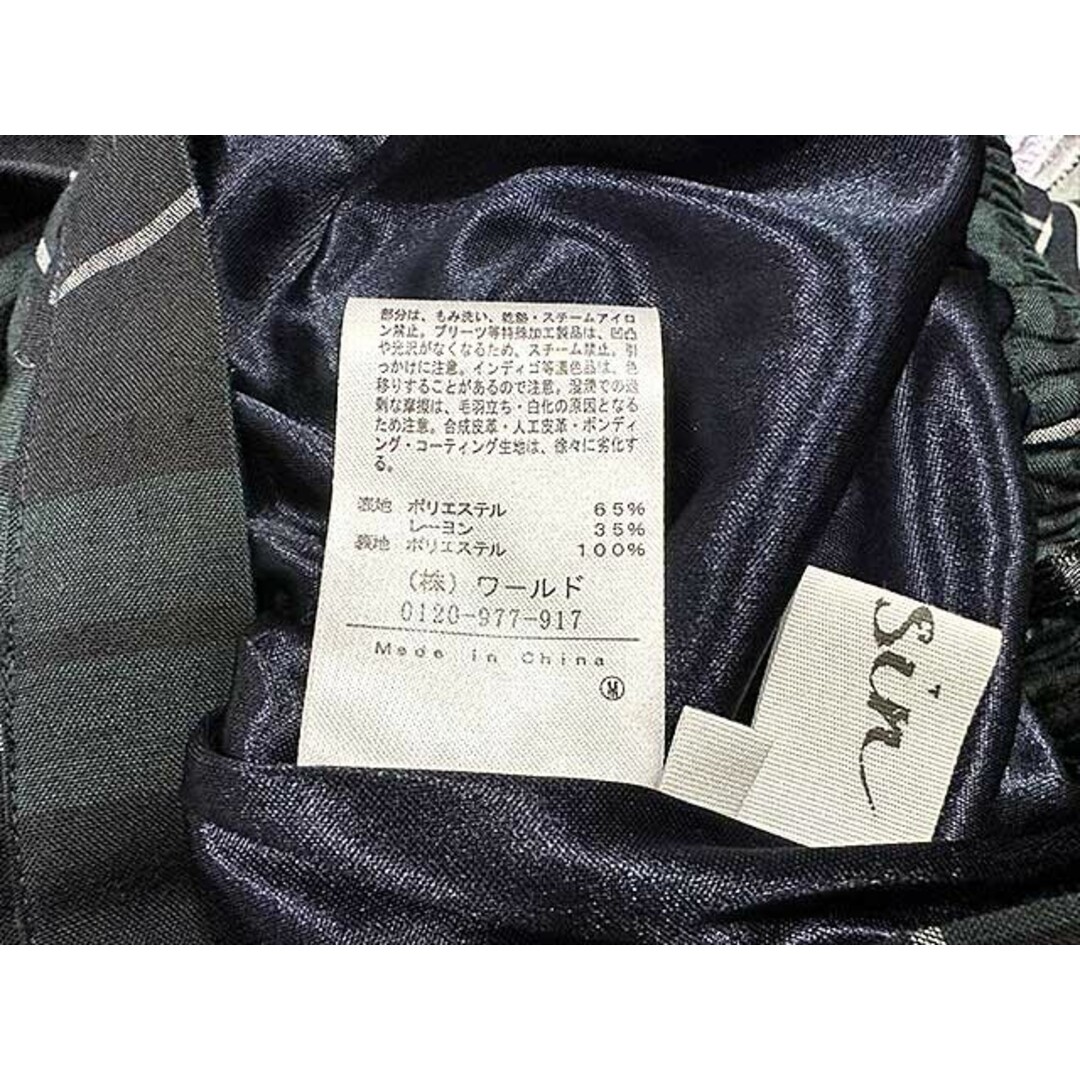 部分は、もみ洗い、乾熱・スチームアイロ
ン禁止。プリーツ等特殊加工製品は、凹凸
や光沢がなくなるため、スチーム禁止。引
っかけに注意。インディゴ等濃色品は、色
移りすることがあるので注意。湿潤での過
剰な摩擦は、毛羽立ち・白化の原因となる
ため注意。合成皮革・人工皮革・ボンディ
ング・コーティング生地は、徐々に劣化す
る。
表地 ポリエステル 65%
レーヨン 35%
裏地 ポリエステル 100%
(株) ワールド
0120-977-917
Made in China
Ⓜ
Sin